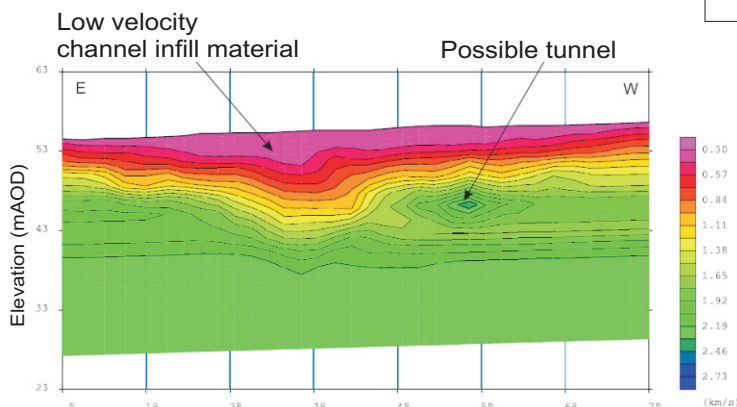 Low velocity
channel infill material
Possible tunnel
63
E
W
53
0.30
0.57
0.84
43
1.11
1.38
1.65
33
1.92
2.19
2.46
23
2.73
(km/s)
Elevation (mAOD)